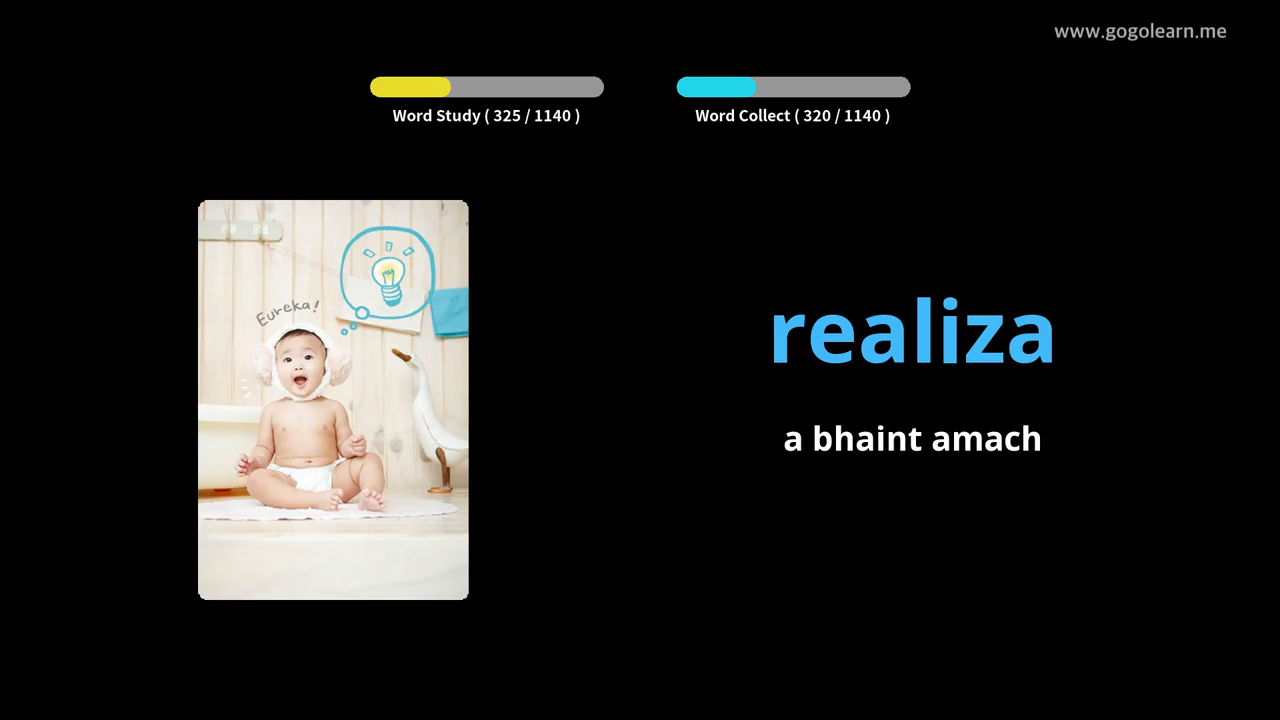 www.gogolearn.me
Word Study ( 325 / 1140 )
Word Collect ( 320 / 1140 )
Eureka!
realiza
a bhaint amach